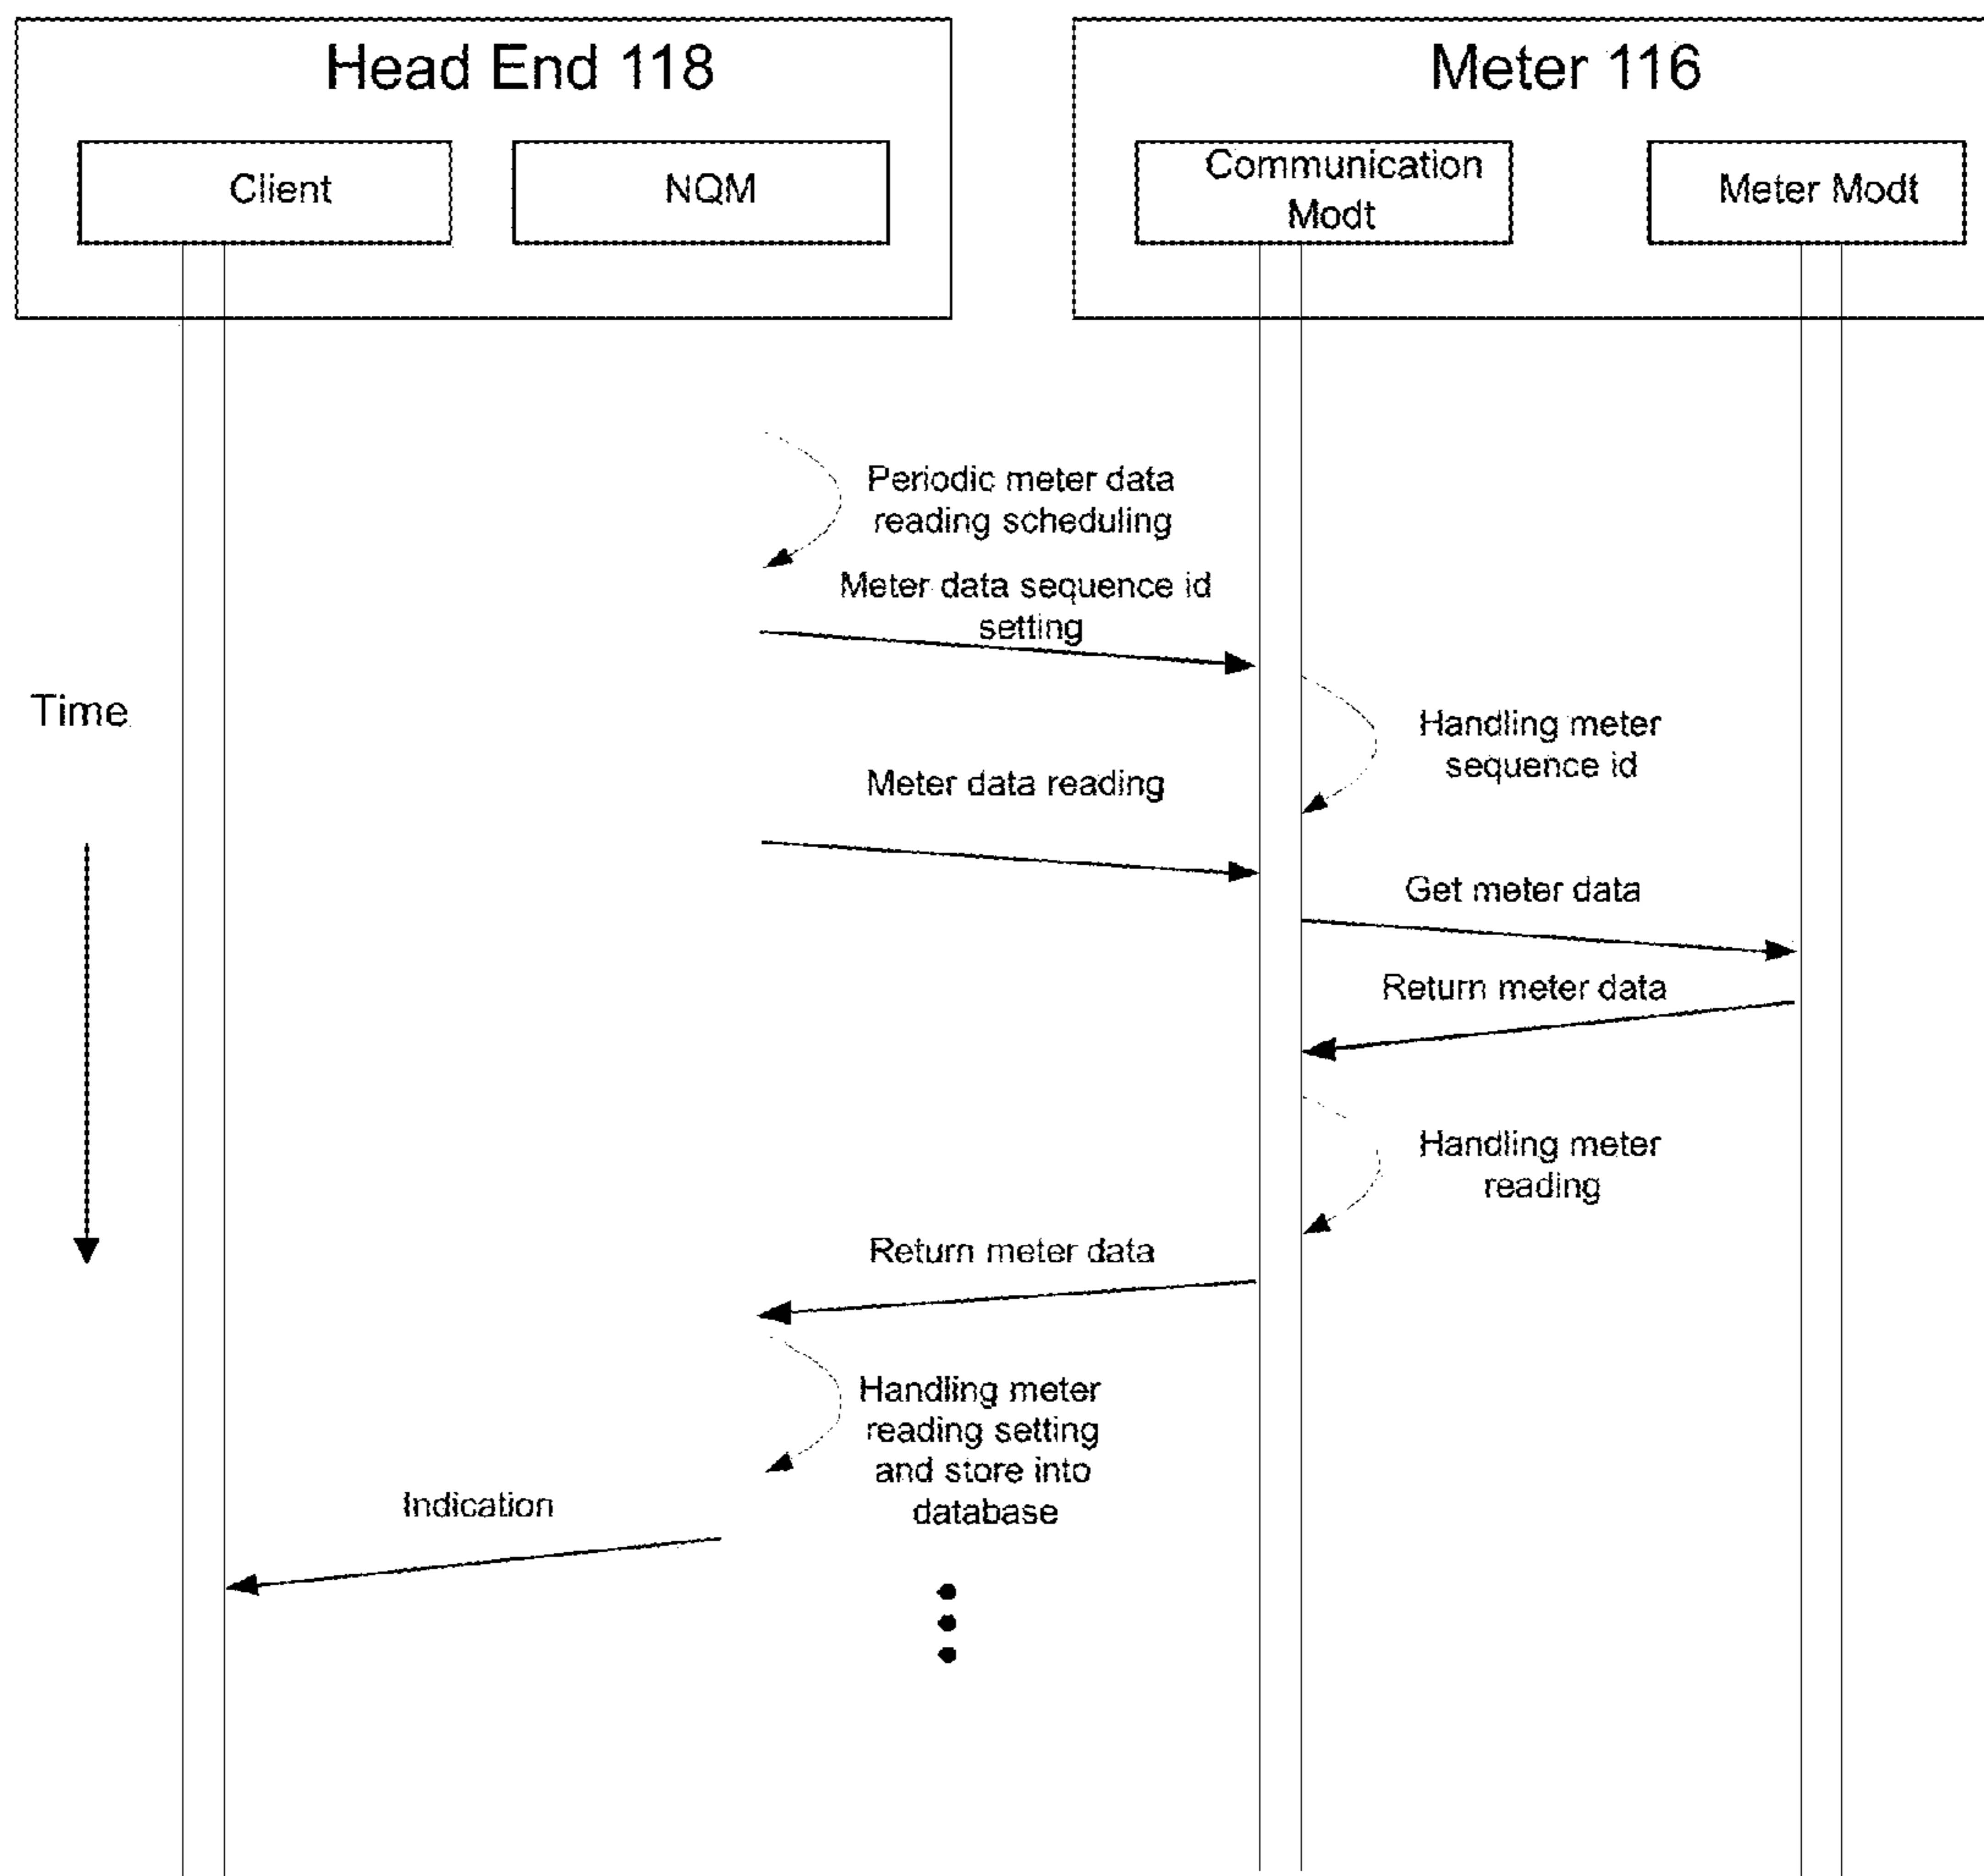 Head End 118
Meter 116
Client
NQM
Communication
Modt
Meter Modt
Periodic meter data
reading scheduling
Meter data sequence id
setting
Time
Handling meter
sequence id
Meter data reading
Get meter data
Return meter data
Handling meter
reading
Return meter data
Handling meter
reading setting
and store into
database
Indication